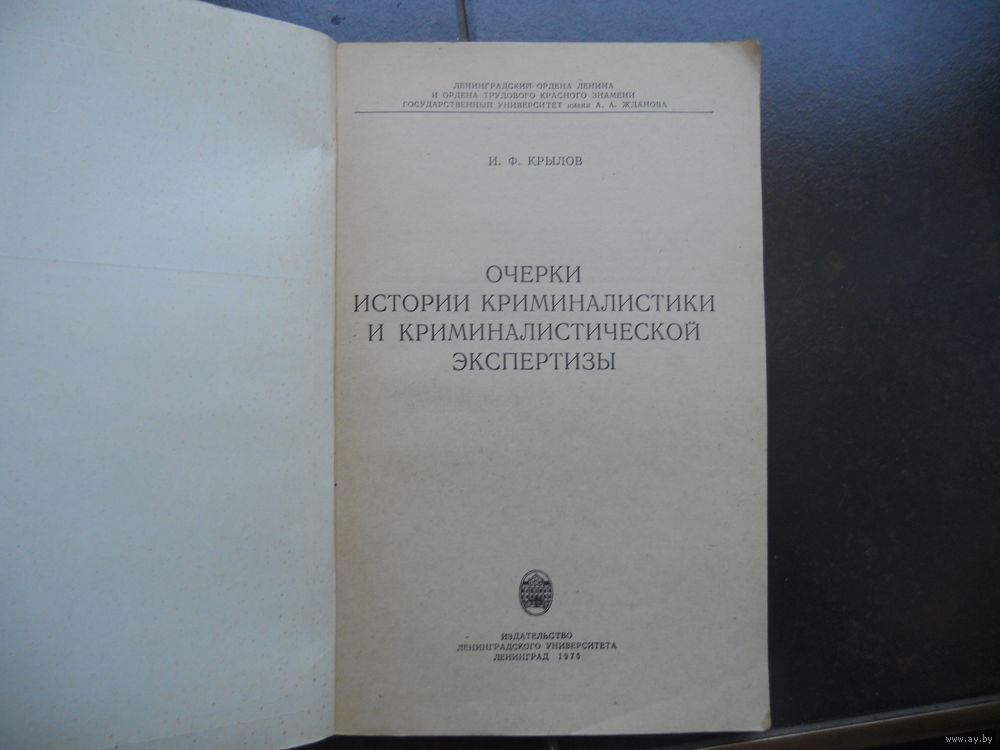 ЛЕНИНГРАДСКИЙ ОРДЕНА ЛЕНИНА
И ОРДЕНА ТРУДОВОГО КРАСНОГО ЗНАМЕНИ
ГОСУДАРСТВЕННЫЙ УНИВЕРСИТЕТ имени А. А. ЖДАНОВА
И. Ф. КРЫЛОВ
ОЧЕРКИ
ИСТОРИИ КРИМИНАЛИСТИКИ
И КРИМИНАЛИСТИЧЕСКОЙ
ЭКСПЕРТИЗЫ
ИЗДАТЕЛЬСТВО
ЛЕНИНГРАДСКОГО УНИВЕРСИТЕТА
ЛЕНИНГРАД 1975
www.ay.by